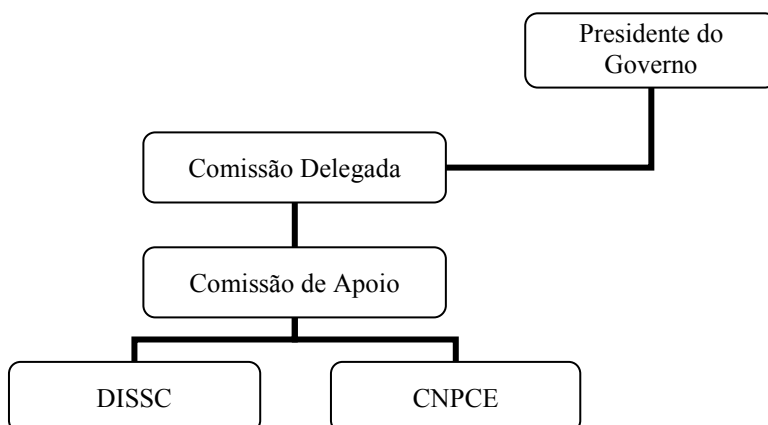 Presidente do
Governo
Comissão Delegada
Comissão de Apoio
DISSC
CNPCE